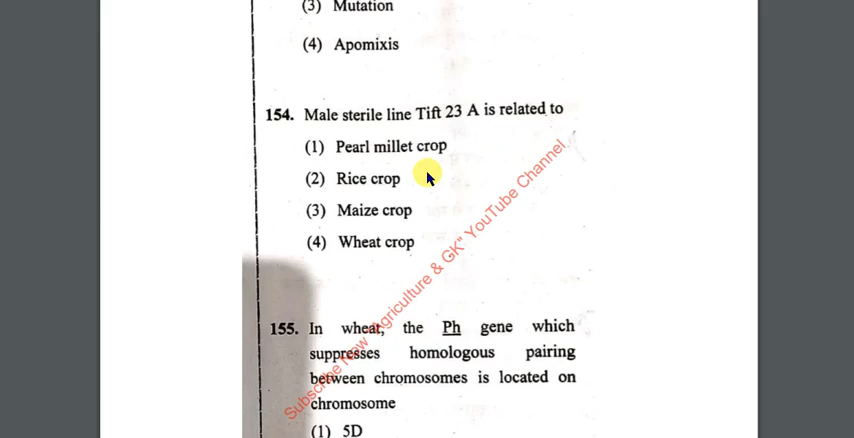 (3) Mutation
(4) Apomixis
154. Male sterile line Tift 23 A is related to
(1) Pearl millet crop
(2) Rice crop
(3) Maize crop
(4) Wheat crop
155. In wheat, the Ph gene which
suppresses homologous pairing
between chromosomes is located on
chromosome
(1) 5D
Subscribe Now "Agriculture & GK" YouTube Channel